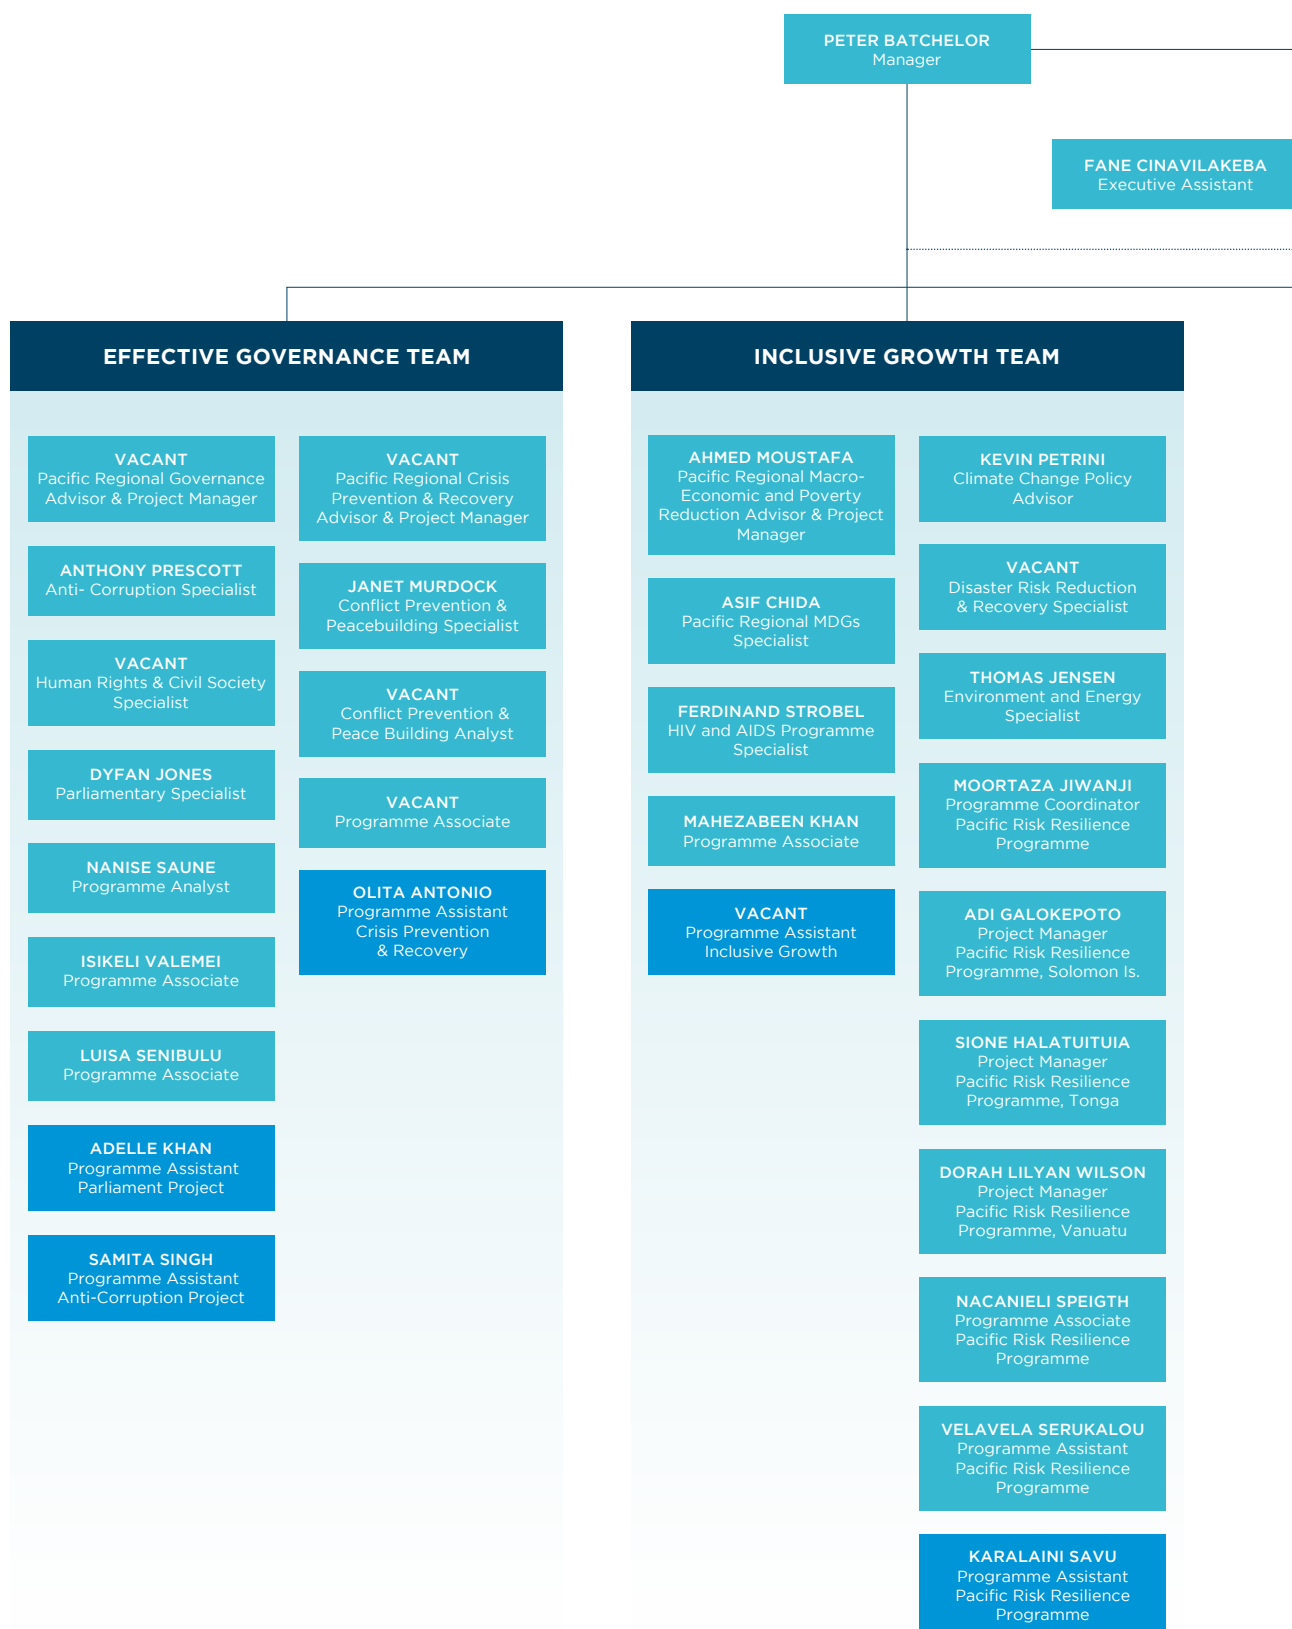 PETER BATCHELOR
Manager
FANE CINAVILAKEBA
Executive Assistant
EFFECTIVE GOVERNANCE TEAM
VACANT
Pacific Regional Governance
Advisor & Project Manager
ANTHONY PRESCOTT
Anti- Corruption Specialist
VACANT
Human Rights & Civil Society
Specialist
DYFAN JONES
Parliamentary Specialist
NANISE SAUNE
Programme Analyst
ISIKELI VALEMEI
Programme Associate
LUISA SENIBULU
Programme Associate
ADELLE KHAN
Programme Assistant
Parliament Project
SAMITA SINGH
Programme Assistant
Anti-Corruption Project
VACANT
Pacific Regional Crisis
Prevention & Recovery
Advisor & Project Manager
JANET MURDOCK
Conflict Prevention &
Peacebuilding Specialist
VACANT
Conflict Prevention &
Peace Building Analyst
VACANT
Programme Associate
OLITA ANTONIO
Programme Assistant
Crisis Prevention
& Recovery
INCLUSIVE GROWTH TEAM
AHMED MOUSTAFA
Pacific Regional Macro-
Economic and Poverty
Reduction Advisor & Project
Manager
ASIF CHIDA
Pacific Regional MDGs
Specialist
FERDINAND STROBEL
HIV and AIDS Programme
Specialist
MAHEZABEEN KHAN
Programme Associate
VACANT
Programme Assistant
Inclusive Growth
KEVIN PETRINI
Climate Change Policy
Advisor
VACANT
Disaster Risk Reduction
& Recovery Specialist
THOMAS JENSEN
Environment and Energy
Specialist
MOORTAZA JIWANJI
Programme Coordinator
Pacific Risk Resilience
Programme
ADI GALOKEPOTO
Project Manager
Pacific Risk Resilience
Programme, Solomon Is.
SIONE HALATUITUIA
Project Manager
Pacific Risk Resilience
Programme, Tonga
DORAH LILYAN WILSON
Project Manager
Pacific Risk Resilience
Programme, Vanuatu
NACANIELI SPEIGTH
Programme Associate
Pacific Risk Resilience
Programme
VELAVELA SERUKALOU
Programme Assistant
Pacific Risk Resilience
Programme
KARALAINI SAVU
Programme Assistant
Pacific Risk Resilience
Programme